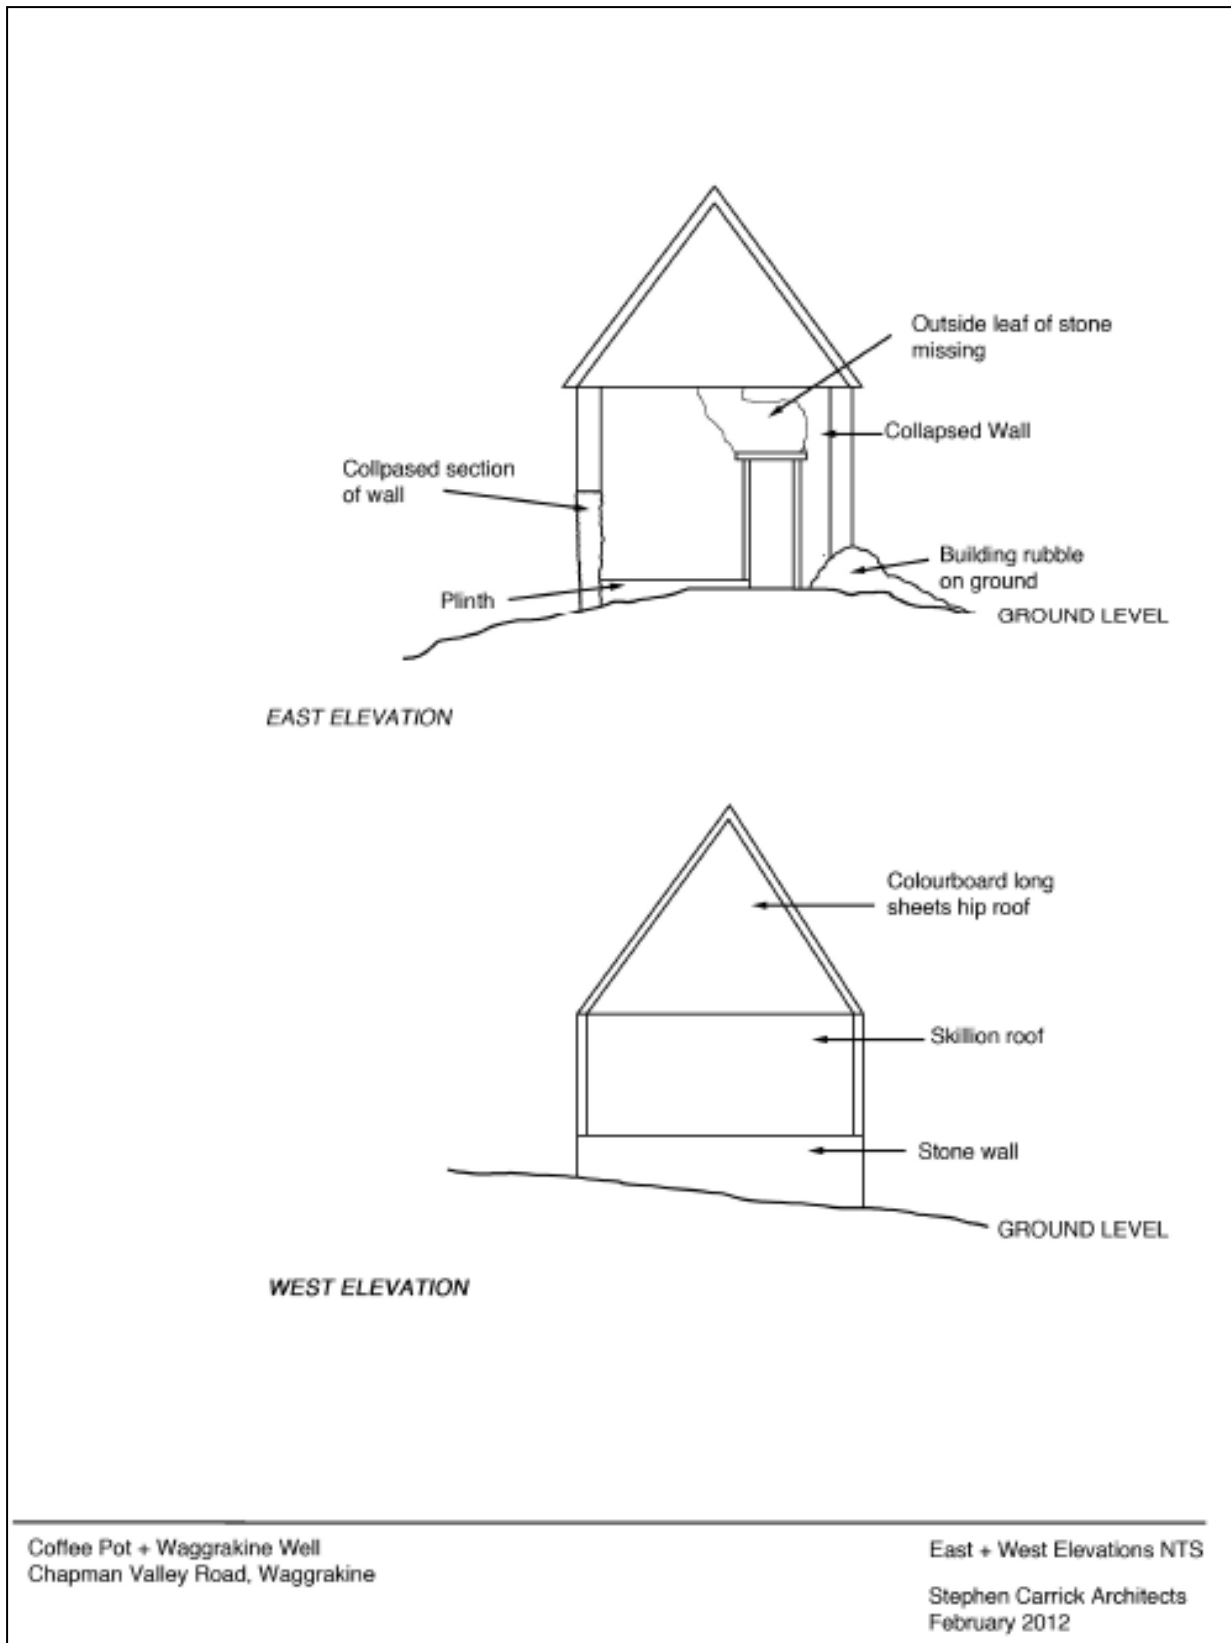 Outside leaf of stone
missing
Collapsed Wall
Collpased section
of wall
Building rubble
on ground
Plinth
GROUND LEVEL
EAST ELEVATION
Colourboard long
sheets hip roof
Skillion roof
Stone wall
GROUND LEVEL
WEST ELEVATION
Coffee Pot + Waggrakine Well
Chapman Valley Road, Waggrakine
East + West Elevations NTS
Stephen Carrick Architects
February 2012